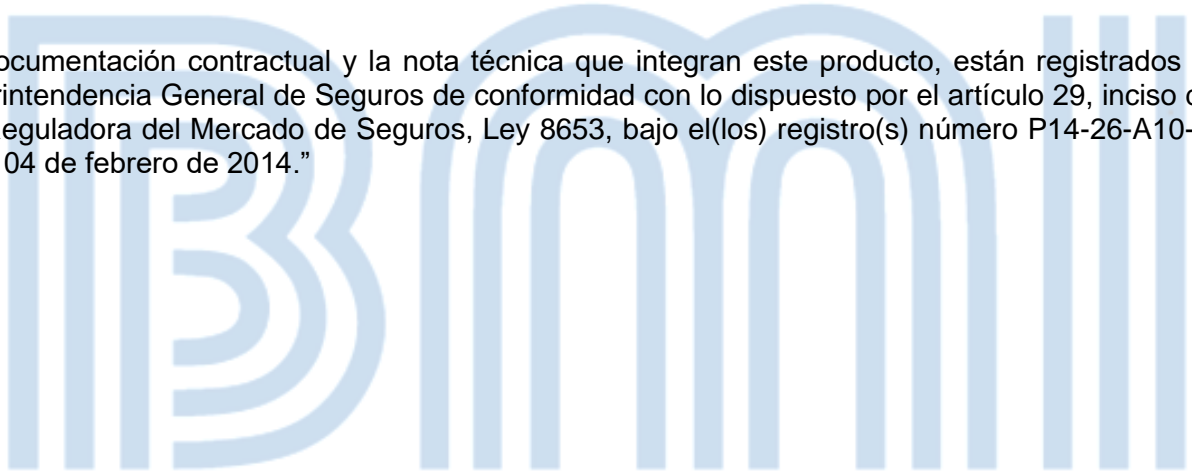 ocumentación contractual y la nota técnica que integran este producto, están registrados
rintendencia General de Seguros de conformidad con lo dispuesto por el artículo 29, inciso
eguladora del Mercado de Seguros, Ley 8653, bajo el(los) registro(s) número P14-26-A10-
04 de febrero de 2014.”
BMI